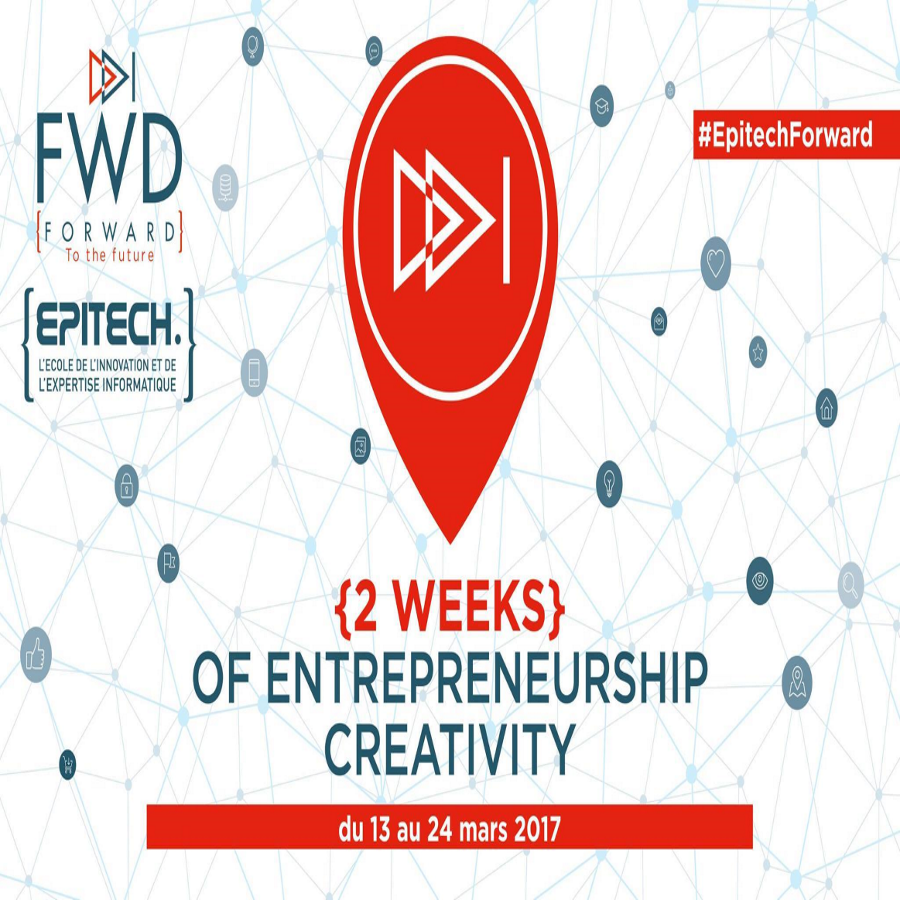 FWD
{FORWARD}
To the future
{EPITECH.}
L'ECOLE DE L'INNOVATION ET DE
L'EXPERTISE INFORMATIQUE
#EpitechForward
{2 WEEKS}
OF ENTREPRENEURSHIP
CREATIVITY
du 13 au 24 mars 2017